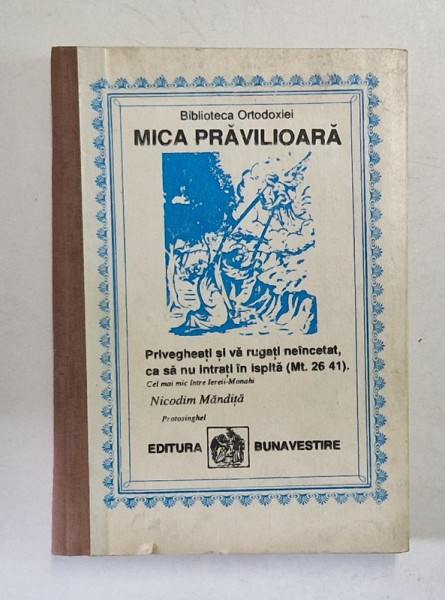 Biblioteca Ortodoxiei
MICA PRĂVILIOARĂ
Privegheați și vă rugați neîncetat,
ca să nu intrați în ispită (Mt. 26 41).
Cel mai mic între Ierei-Monahi
Nicodim Măndiță
Protosinghel
EDITURA BUNAVESTIRE